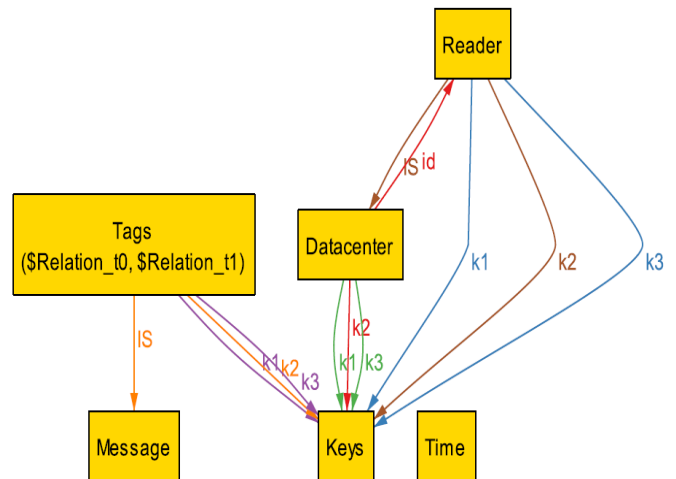 Reader
IS
id
Tags
($Relation_t0, $Relation_t1)
Datacenter
k1
k2
k3
IS
k2
k1
k3
k1
k2
k3
Message
Keys
Time